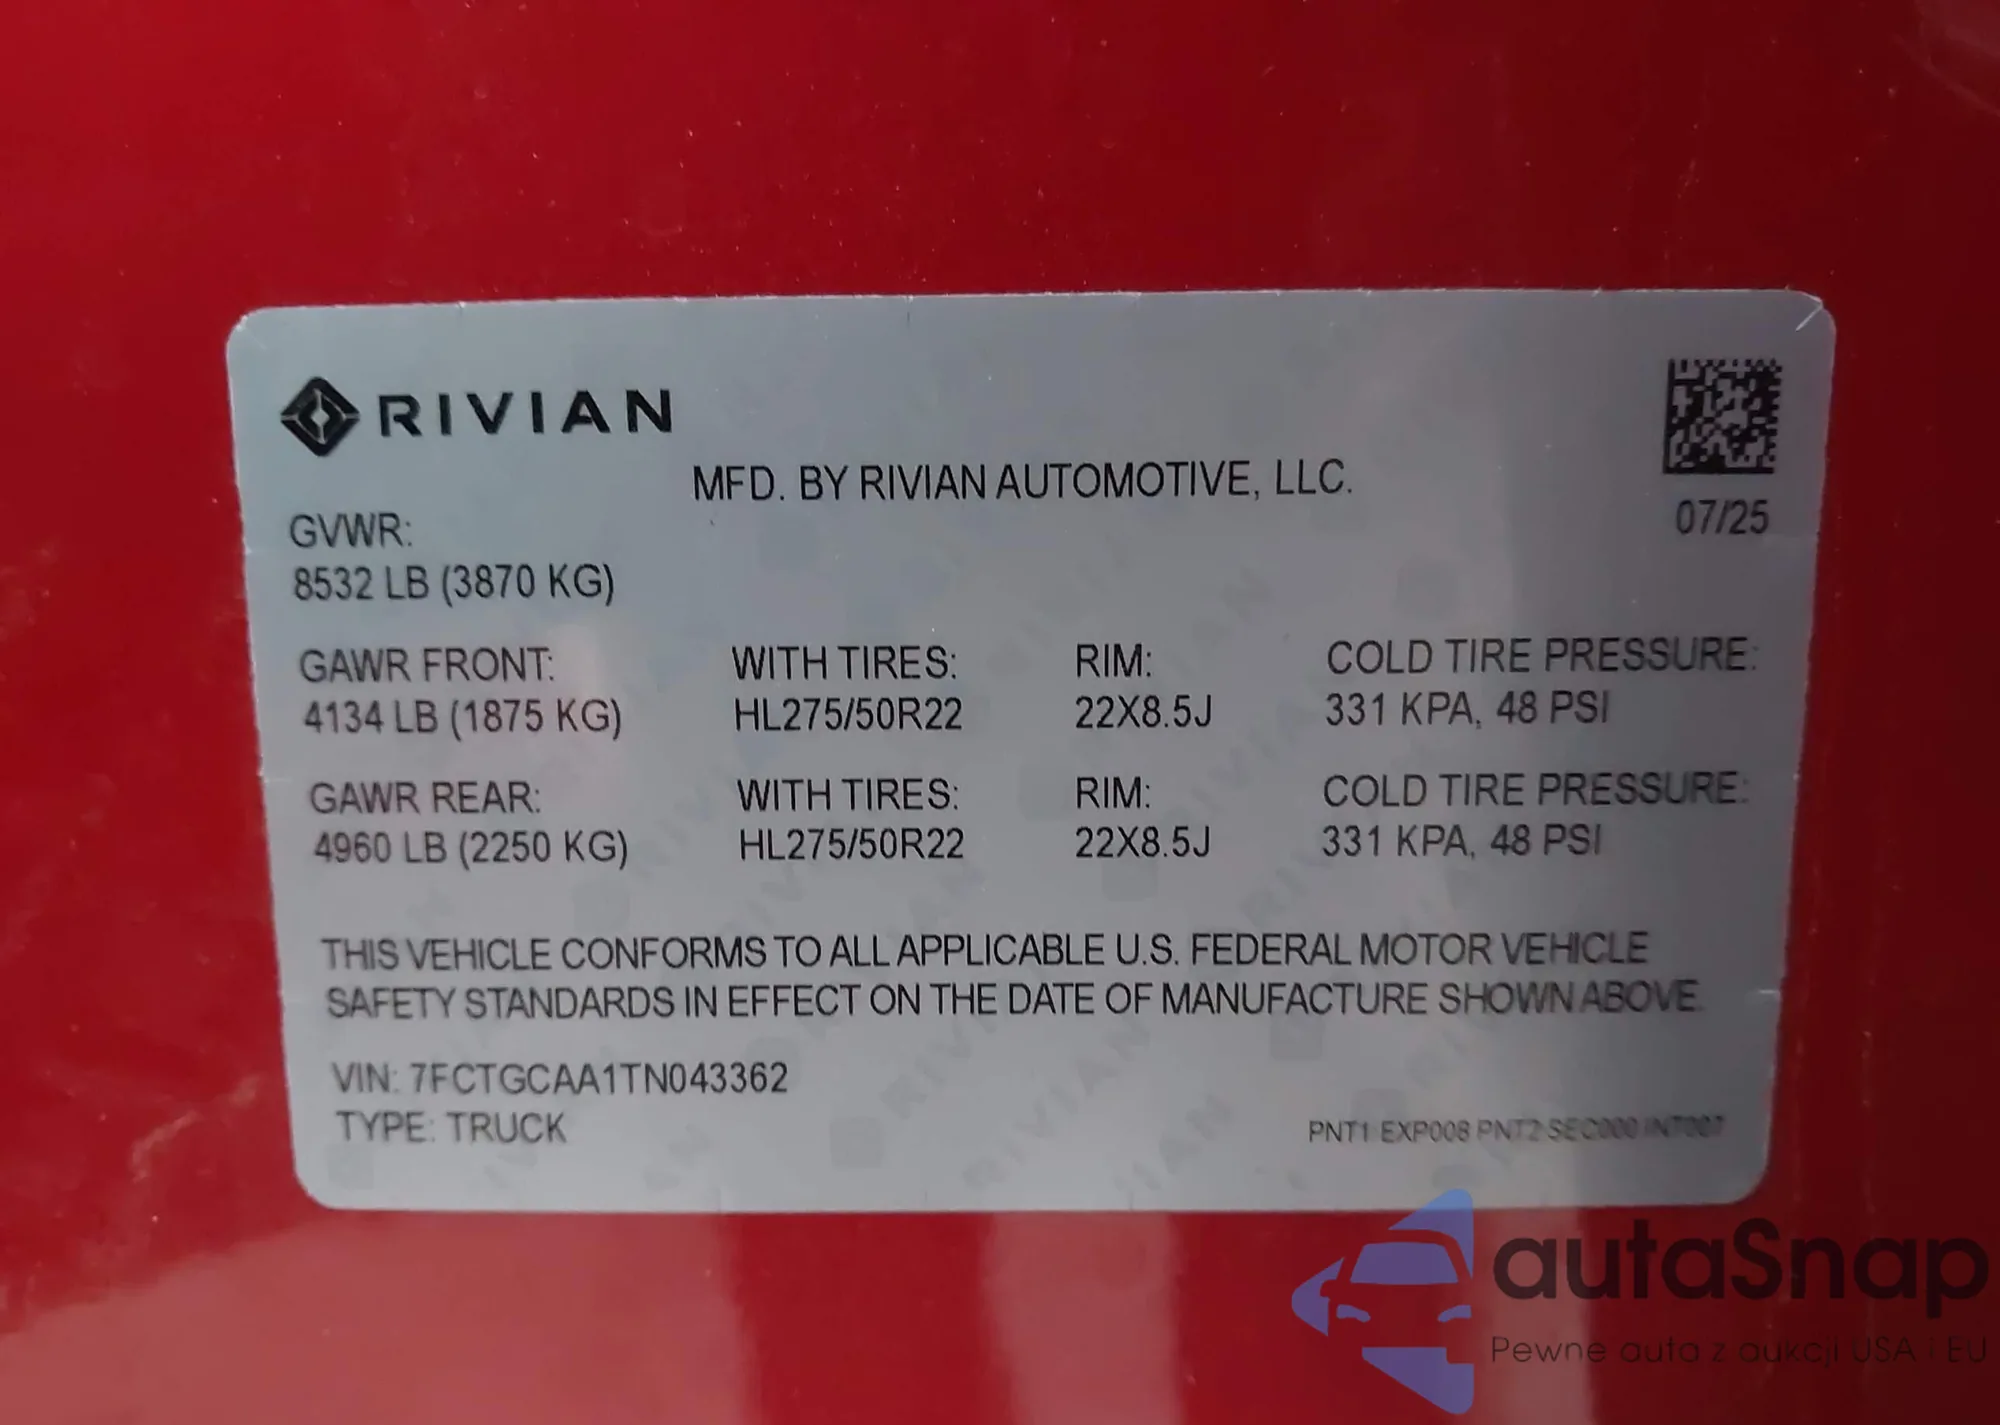 RIVIAN
MFD. BY RIVIAN AUTOMOTIVE, LLC.
07/25
GVWR:
8532 LB (3870 KG)
GAWR FRONT: WITH TIRES: RIM: COLD TIRE PRESSURE:
4134 LB (1875 KG) HL275/50R22 22X8.5J 331 KPA, 48 PSI
GAWR REAR: WITH TIRES: RIM: COLD TIRE PRESSURE:
4960 LB (2250 KG) HL275/50R22 22X8.5J 331 KPA, 48 PSI
THIS VEHICLE CONFORMS TO ALL APPLICABLE U.S. FEDERAL MOTOR VEHICLE
SAFETY STANDARDS IN EFFECT ON THE DATE OF MANUFACTURE SHOWN ABOVE.
VIN: 7FCTGCAA1TN043362
TYPE: TRUCK
PNT1 EXP008 PNT2 SEC000 INT007
autaSnap
Pewne auta z aukcji USA i EU